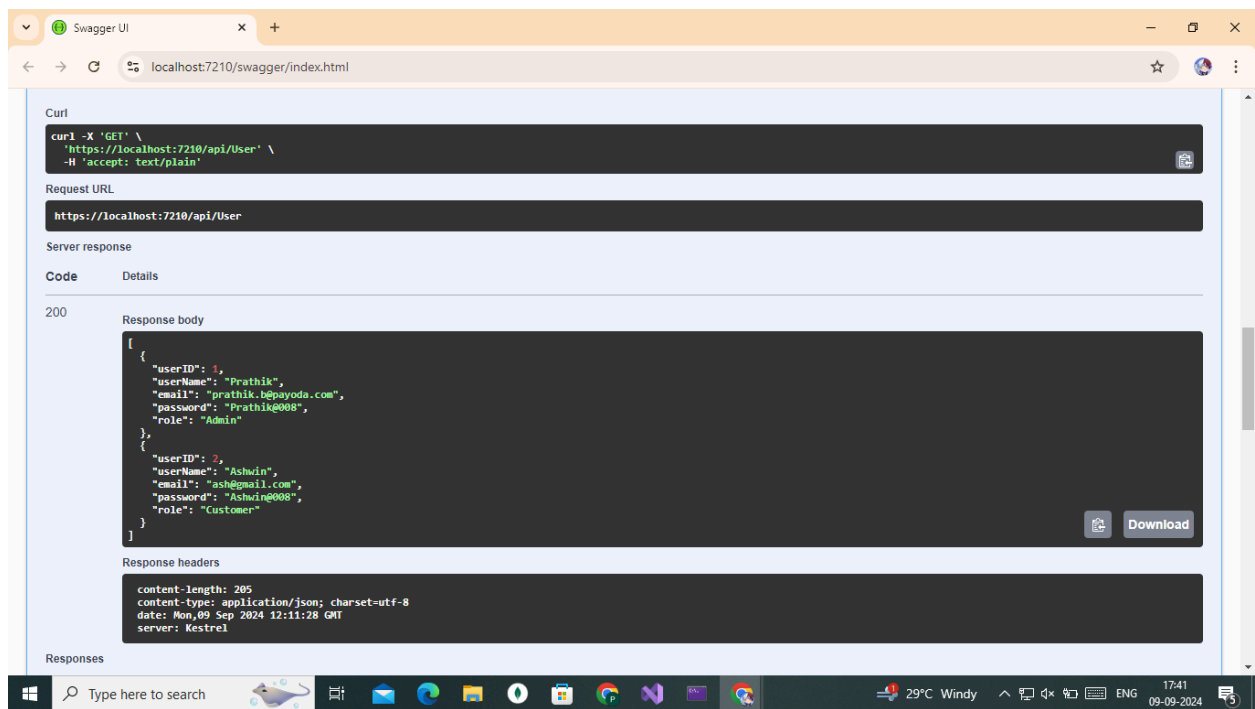 Swagger UI
localhost:7210/swagger/index.html
Curl
curl -X 'GET' \
'https://localhost:7210/api/User' \
-H 'accept: text/plain'
Request URL
https://localhost:7210/api/User
Server response
Code Details
200
Response body
[
{
"userID": 1,
"userName": "Prathik",
"email": "prathik.b@payoda.com",
"password": "Prathik@008",
"role": "Admin"
},
{
"userID": 2,
"userName": "Ashwin",
"email": "ash@gmail.com",
"password": "Ashwin@008",
"role": "Customer"
}
]
Download
Response headers
content-length: 205
content-type: application/json; charset=utf-8
date: Mon,09 Sep 2024 12:11:28 GMT
server: Kestrel
Responses
Type here to search
29°C Windy
ENG
17:41
09-09-2024
5